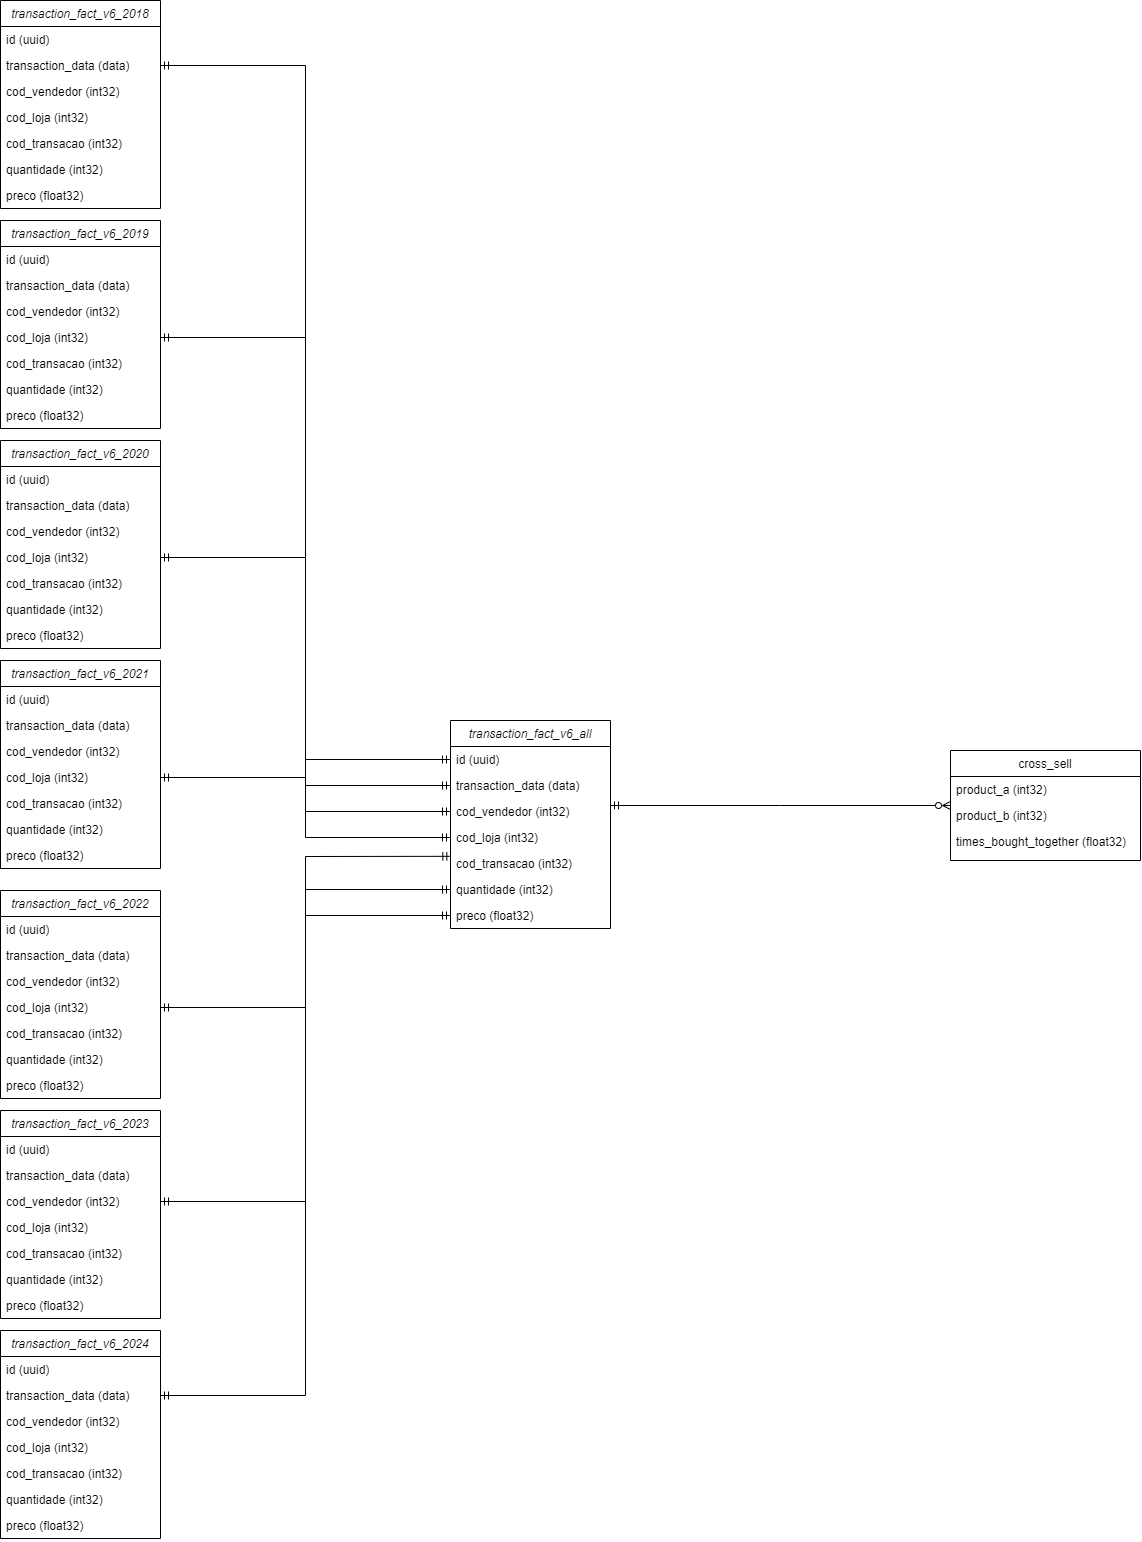 transaction_fact_v6_2018
id (uuid)
transaction_data (data)
cod_vendedor (int32)
cod_loja (int32)
cod_transacao (int32)
quantidade (int32)
preco (float32)
transaction_fact_v6_2019
id (uuid)
transaction_data (data)
cod_vendedor (int32)
cod_loja (int32)
cod_transacao (int32)
quantidade (int32)
preco (float32)
transaction_fact_v6_2020
id (uuid)
transaction_data (data)
cod_vendedor (int32)
cod_loja (int32)
cod_transacao (int32)
quantidade (int32)
preco (float32)
transaction_fact_v6_2021
id (uuid)
transaction_data (data)
cod_vendedor (int32)
cod_loja (int32)
cod_transacao (int32)
quantidade (int32)
preco (float32)
transaction_fact_v6_2022
id (uuid)
transaction_data (data)
cod_vendedor (int32)
cod_loja (int32)
cod_transacao (int32)
quantidade (int32)
preco (float32)
transaction_fact_v6_2023
id (uuid)
transaction_data (data)
cod_vendedor (int32)
cod_loja (int32)
cod_transacao (int32)
quantidade (int32)
preco (float32)
transaction_fact_v6_2024
id (uuid)
transaction_data (data)
cod_vendedor (int32)
cod_loja (int32)
cod_transacao (int32)
quantidade (int32)
preco (float32)
transaction_fact_v6_all
id (uuid)
transaction_data (data)
cod_vendedor (int32)
cod_loja (int32)
cod_transacao (int32)
quantidade (int32)
preco (float32)
cross_sell
product_a (int32)
product_b (int32)
times_bought_together (float32)